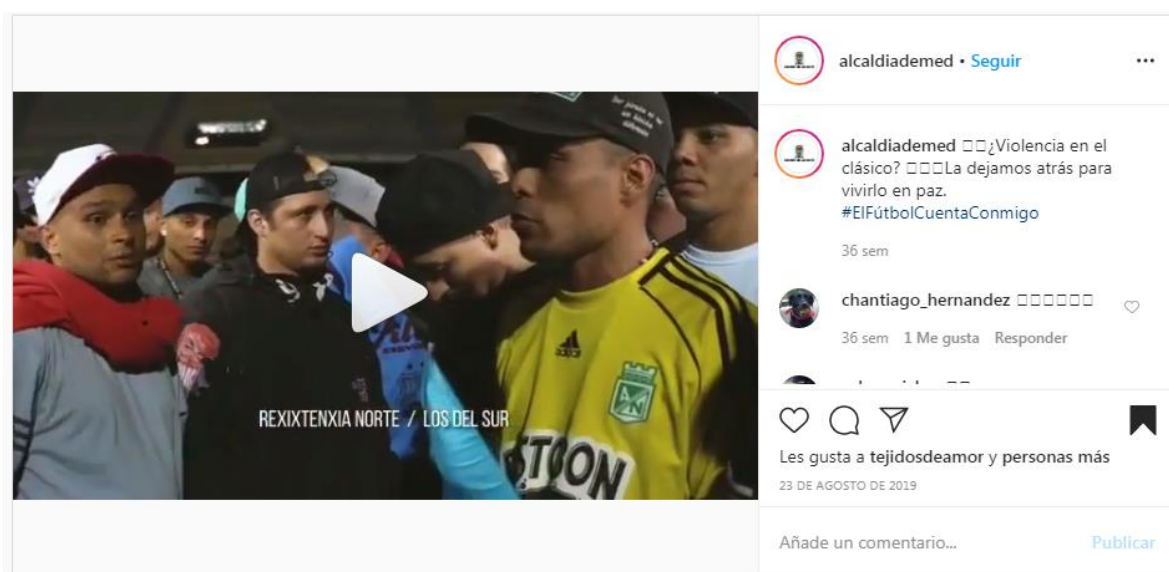 alcaldiademed • Seguir
alcaldiademed ¿Violencia en el
clásico? La dejamos atrás para
vivirlo en paz.
#ElFútbolCuentaConmigo
36 sem
chantiago_hernandez
36 sem 1 Me gusta Responder
REXIXTENXIA NORTE / LOS DEL SUR
Les gusta a tejidosdeamor y personas más
23 DE AGOSTO DE 2019
Añade un comentario... Publicar
adidas
AN